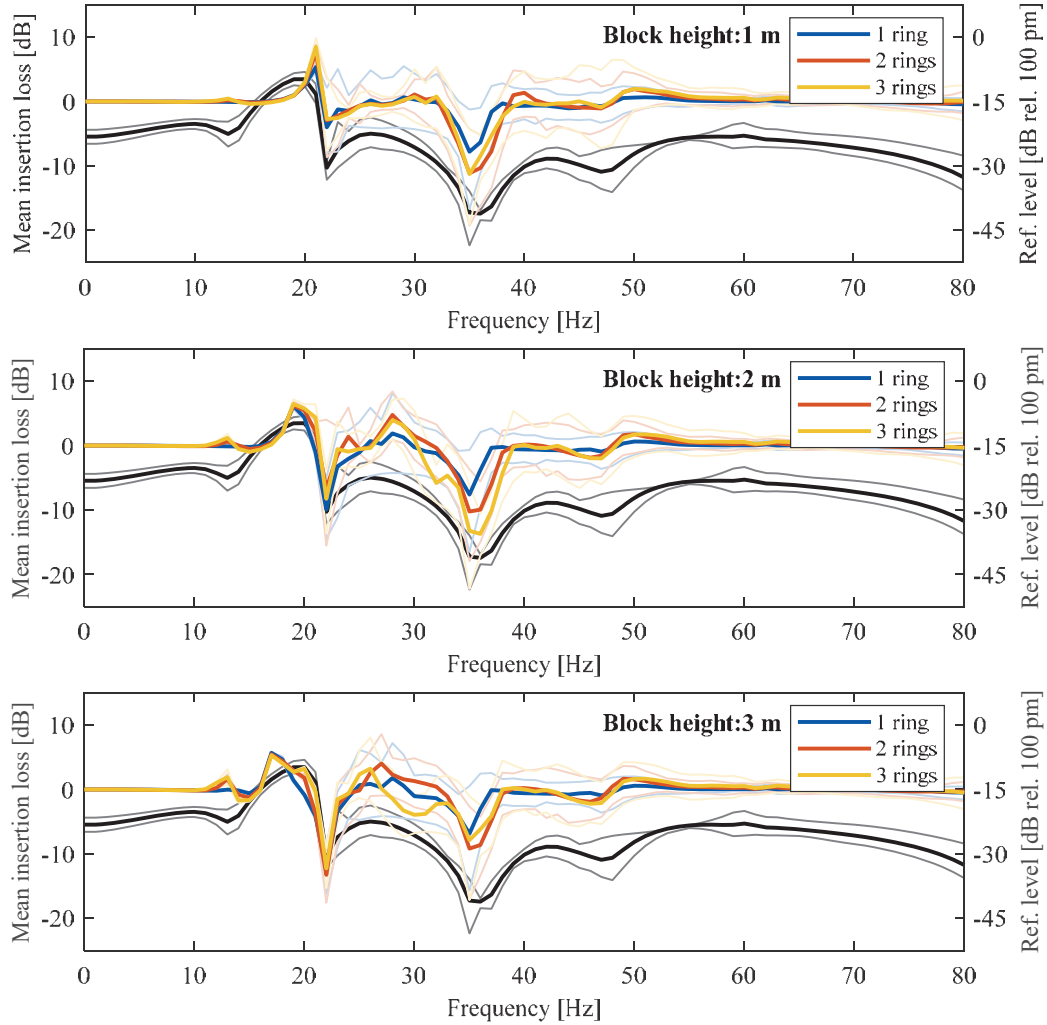 Block height:1 m
1 ring
2 rings
3 rings
Mean insertion loss [dB]
10
0
-10
-20
0
-15
-30
-45
Ref. level [dB rel. 100 pm]
0 10 20 30 40 50 60 70 80
Frequency [Hz]
Block height:2 m
1 ring
2 rings
3 rings
Mean insertion loss [dB]
10
0
-10
-20
0
-15
-30
-45
Ref. level [dB rel. 100 pm]
0 10 20 30 40 50 60 70 80
Frequency [Hz]
Block height:3 m
1 ring
2 rings
3 rings
Mean insertion loss [dB]
10
0
-10
-20
0
-15
-30
-45
Ref. level [dB rel. 100 pm]
0 10 20 30 40 50 60 70 80
Frequency [Hz]